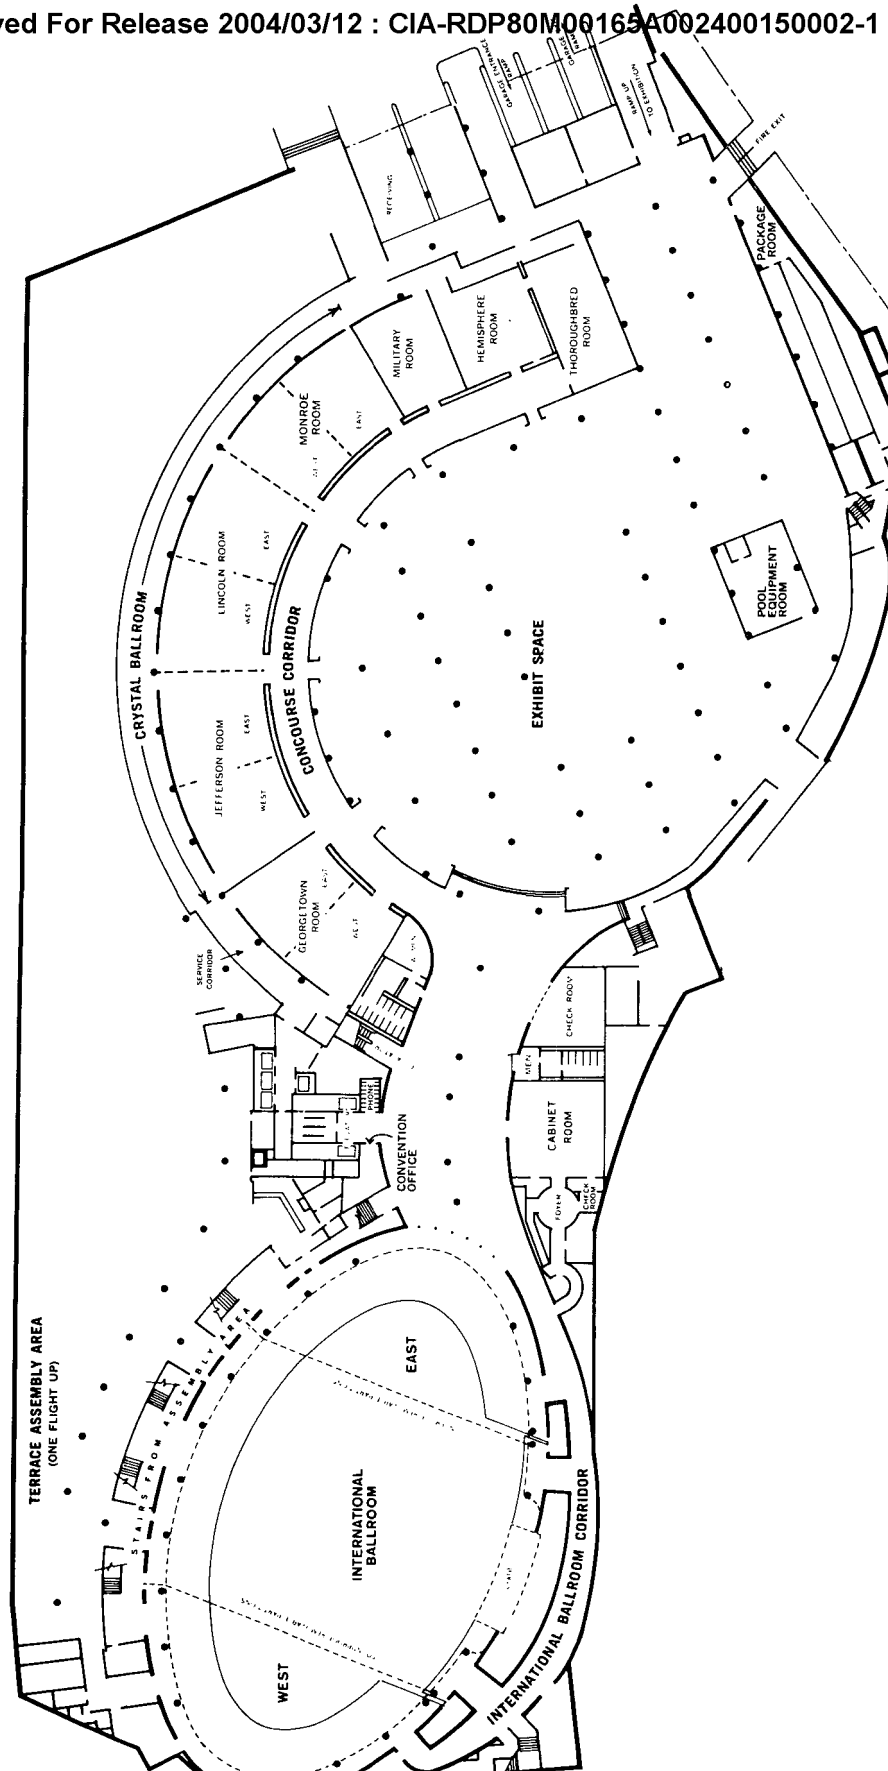 ved For Release 2004/03/12 : CIA-RDP80M00165A002400150002-1
GARAGE ENTRANCE
RAMP
GARAGE
RAMP
RAMP UP
TO EXHIBITION
FIRE EXIT
RECEIVING
PACKAGE
ROOM
MILITARY
ROOM
HEMISPHERE
ROOM
THOROUGHBRED
ROOM
MONROE
ROOM
EAST
WEST
LINCOLN ROOM
EAST
WEST
CRYSTAL BALLROOM
CONCOURSE CORRIDOR
EXHIBIT SPACE
POOL
EQUIPMENT
ROOM
JEFFERSON ROOM
EAST
WEST
GEORGETOWN
ROOM
EAST
WEST
SERVICE
CORRIDOR
CHECK ROOM
MEN
PHONE
CABINET
ROOM
CONVENTION
OFFICE
FOYER
CHECK
ROOM
TERRACE ASSEMBLY AREA
(ONE FLIGHT UP)
STAIRS FROM ASSEMBLY AREA
EAST
INTERNATIONAL
BALLROOM
WEST
INTERNATIONAL BALLROOM CORRIDOR